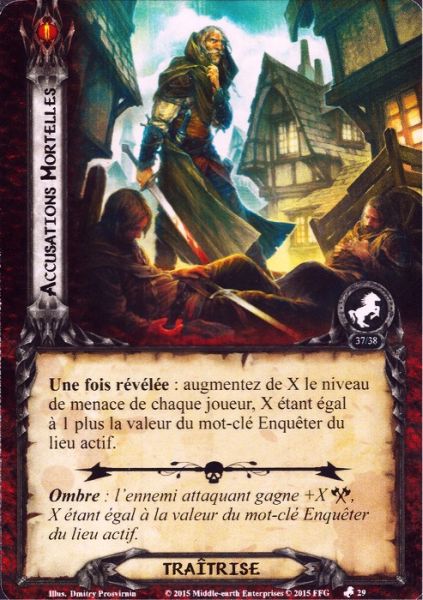 ACCUSATIONS MORTELLES
37/38
Une fois révélée : augmentez de X le niveau
de menace de chaque joueur, X étant égal
à 1 plus la valeur du mot-clé Enquêter du
lieu actif.
Ombre : l'ennemi attaquant gagne +X,
X étant égal à la valeur du mot-clé Enquêter
du lieu actif.
TRAÎTRISE
Illus. Dmitry Prosvirnin © 2015 Middle-earth Enterprises © 2015 FFG 29